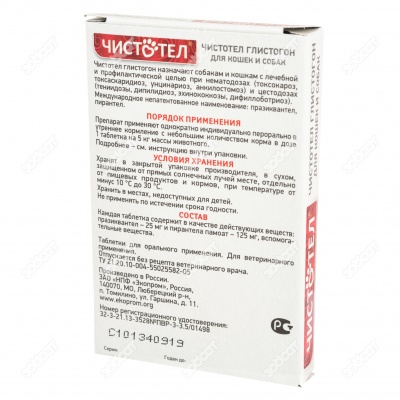 ЧИСТОТЕЛ®
ЧИСТОТЕЛ ГЛИСТОГОН
ДЛЯ КОШЕК И СОБАК
Чистотел глистогон назначают собакам и кошкам с лечебной
и профилактической целью при нематодозах (токсокароз,
токсаскаридоз, унцинариоз, анкилостомоз) и цестодозах
(тениидозы, дипилидиоз, эхинококкозы, дифиллоботриоз).
Международное непатентованное наименование: празиквантел,
пирантел.
ПОРЯДОК ПРИМЕНЕНИЯ
Препарат применяют однократно индивидуально перорально в
утреннее кормление с небольшим количеством корма в дозе
1 таблетка на 5 кг массы животного.
Подробнее – см. инструкцию внутри упаковки.
УСЛОВИЯ ХРАНЕНИЯ
Хранят в закрытой упаковке производителя, в сухом,
защищенном от прямых солнечных лучей месте, отдельно
от пищевых продуктов и кормов, при температуре от
минус 10 °С до 30 °С.
Хранить в местах, недоступных для детей.
Не применять по истечении срока годности.
СОСТАВ
Каждая таблетка содержит в качестве действующих веществ:
празиквантел – 25 мг и пирантела памоат – 125 мг, вспомога-
тельные вещества.
Таблетки для орального применения. Для ветеринарного
применения.
Отпускается без рецепта ветеринарного врача.
ТУ 21.20.10-004-55025582-05
Произведено в России.
ЗАО «НПФ «Экопром», Россия,
140070, МО, Люберецкий р-н,
п. Томилино, ул. Гаршина, д. 11.
www.ekoprom.ru
Номер регистрационного удостоверения:
32-3-21.13-3528№ПВР-3-3.5/01498
С101340919
Серия:
Годен до:
ЧИСТОТЕЛ®
ЧИСТОТЕЛ ГЛИСТОГОН
ДЛЯ КОШЕК И СОБАК